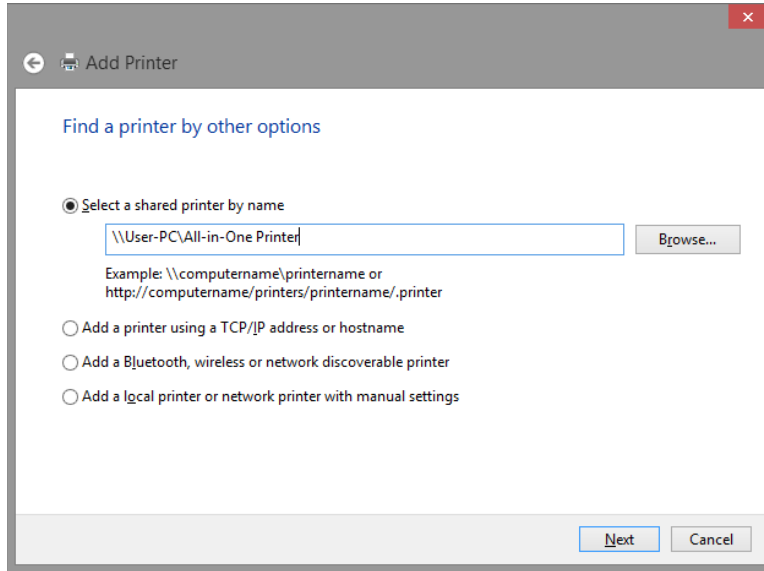 Add Printer
Find a printer by other options
Select a shared printer by name
\\User-PC\All-in-One Printer
Browse...
Example: \\computername\printername or
http://computername/printers/printername/.printer
Add a printer using a TCP/IP address or hostname
Add a Bluetooth, wireless or network discoverable printer
Add a local printer or network printer with manual settings
Next Cancel